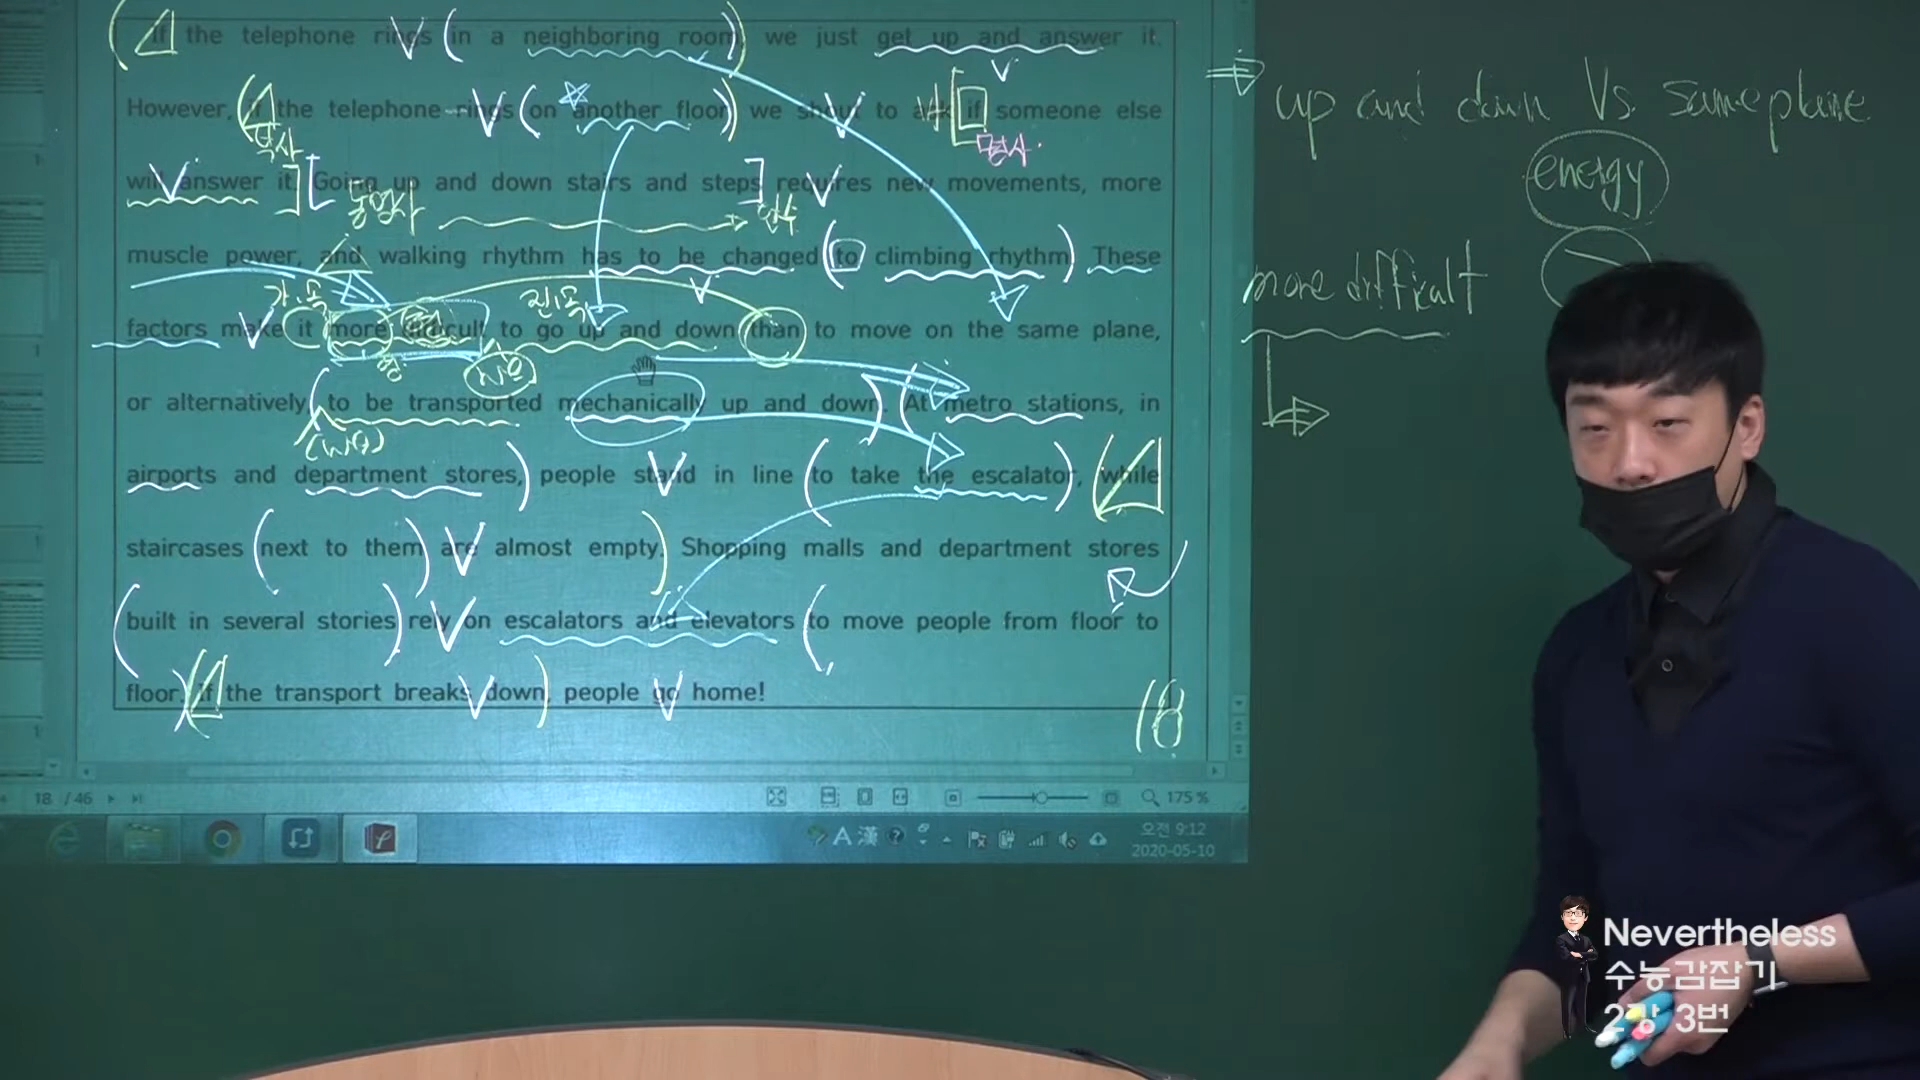 If the telephone rings in a neighboring room, we just get up and answer it.
However, if the telephone rings on another floor, we shout to ask if someone else
will answer it. Going up and down stairs and steps requires new movements, more
muscle power, and walking rhythm has to be changed to climbing rhythm. These
factors make it more difficult to go up and down than to move on the same plane,
or alternatively, to be transported mechanically up and down. At metro stations, in
airports and department stores, people stand in line to take the escalator, while
staircases next to them are almost empty. Shopping malls and department stores
built in several stories rely on escalators and elevators to move people from floor to
floor. If the transport breaks down, people go home!
부사
명사
동명사
단수
가.목
진.목
형
18
up and down Vs. same plane
energy
more difficult
18 / 46
175 %
A 漢
오전 9:12
2020-05-10
Nevertheless
수능감잡기
2강 3번